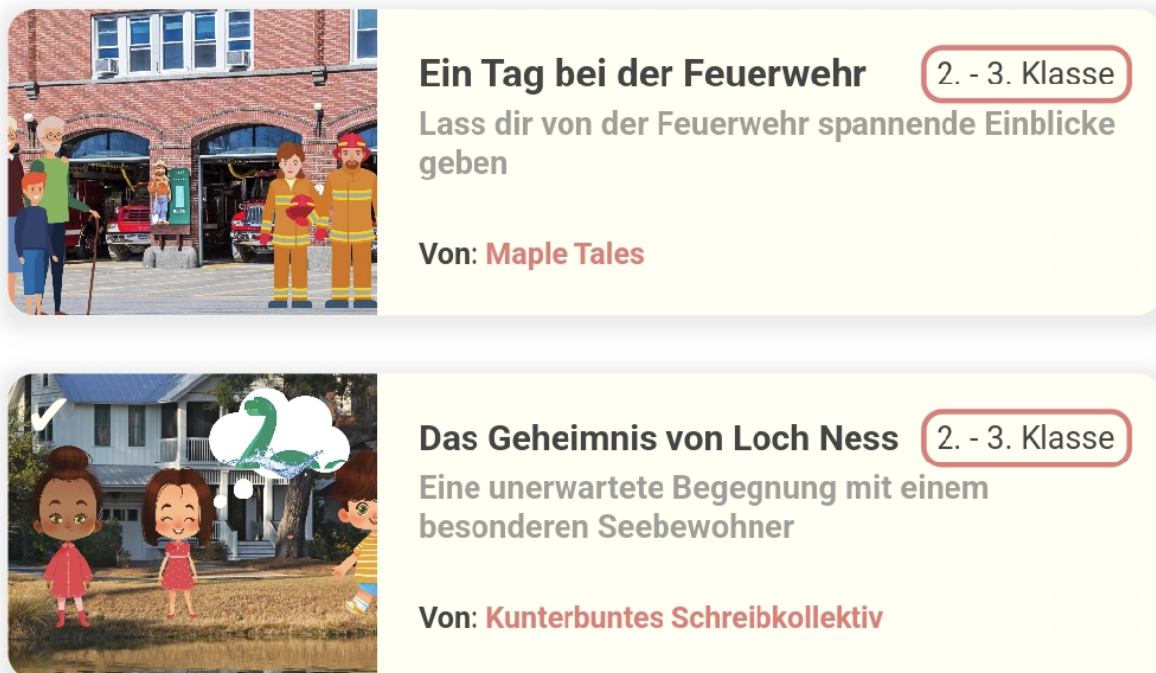 Ein Tag bei der Feuerwehr
2. - 3. Klasse
Lass dir von der Feuerwehr spannende Einblicke
geben
Von: Maple Tales
Das Geheimnis von Loch Ness
2. - 3. Klasse
Eine unerwartete Begegnung mit einem
besonderen Seebewohner
Von: Kunterbuntes Schreibkollektiv